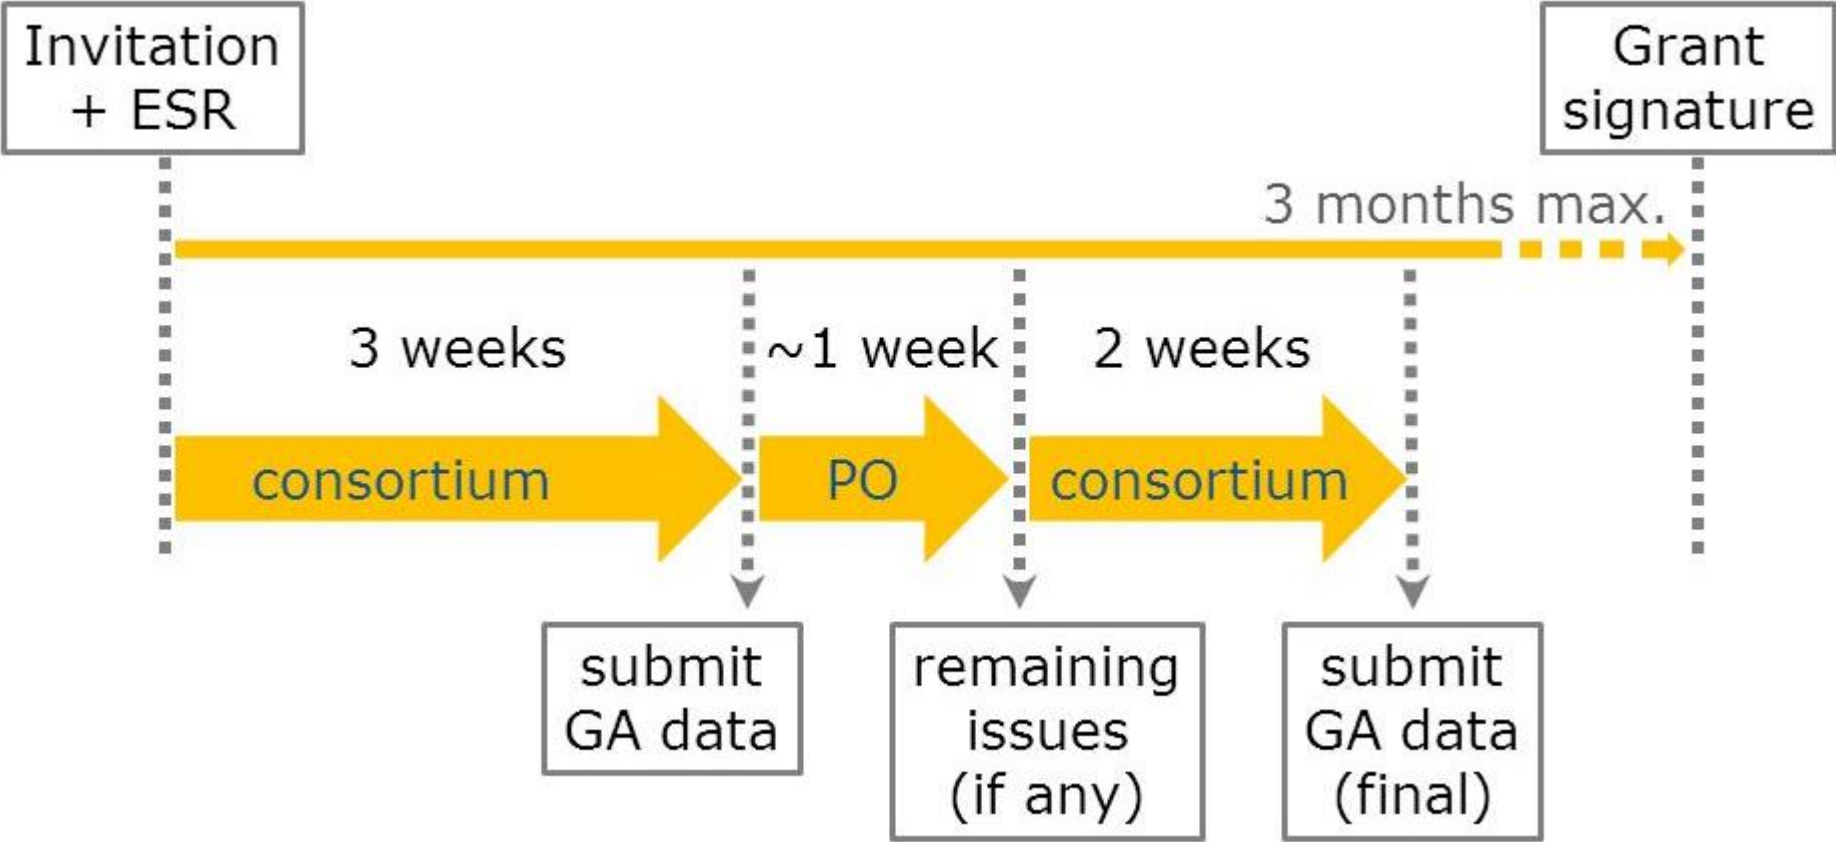 Invitation
+ ESR
Grant
signature
3 months max.
3 weeks
~1 week
2 weeks
consortium
PO
consortium
submit
GA data
remaining
issues
(if any)
submit
GA data
(final)